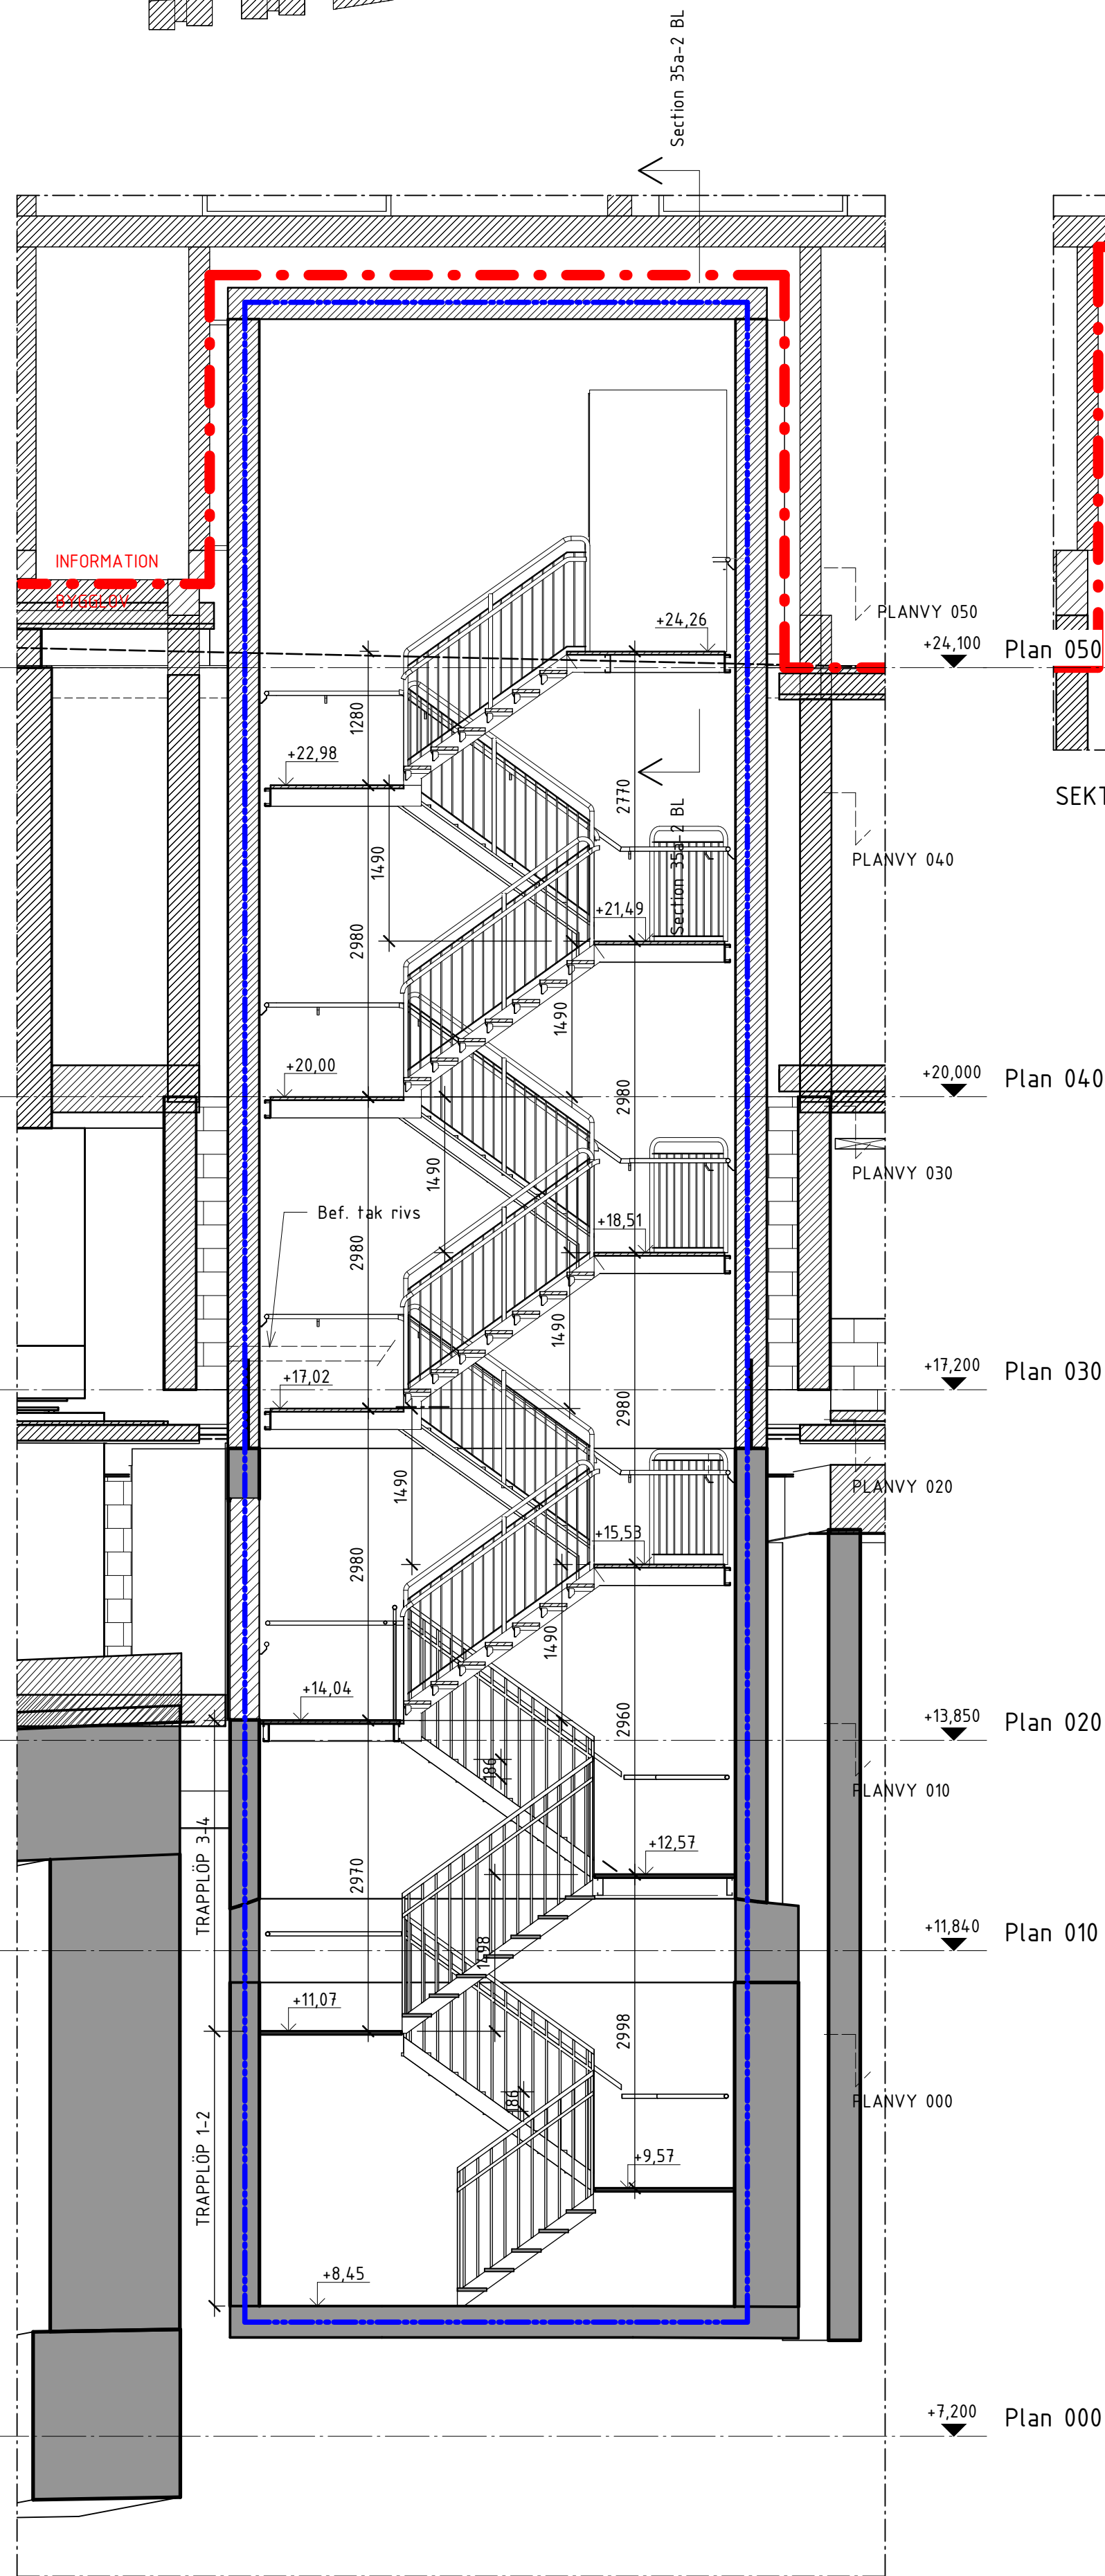 Section 35a-2 BL
INFORMATION
BYGGLOV
PLANVY 050
+24,26
+24,100
Plan 050
1280
+22,98
2770
SEKT
Section 35a-2 BL
1490
PLANVY 040
+21,49
2980
1490
+20,00
+20,000
Plan 040
2980
1490
PLANVY 030
Bef. tak rivs
+18,51
2980
1490
+17,02
+17,200
Plan 030
2980
1490
PLANVY 020
+15,53
2980
1490
+14,04
+13,850
Plan 020
2960
186
PLANVY 010
TRAPPLÖP 3-4
+12,57
2970
+11,840
Plan 010
1498
+11,07
2998
186
PLANVY 000
TRAPPLÖP 1-2
+9,57
+8,45
+7,200
Plan 000